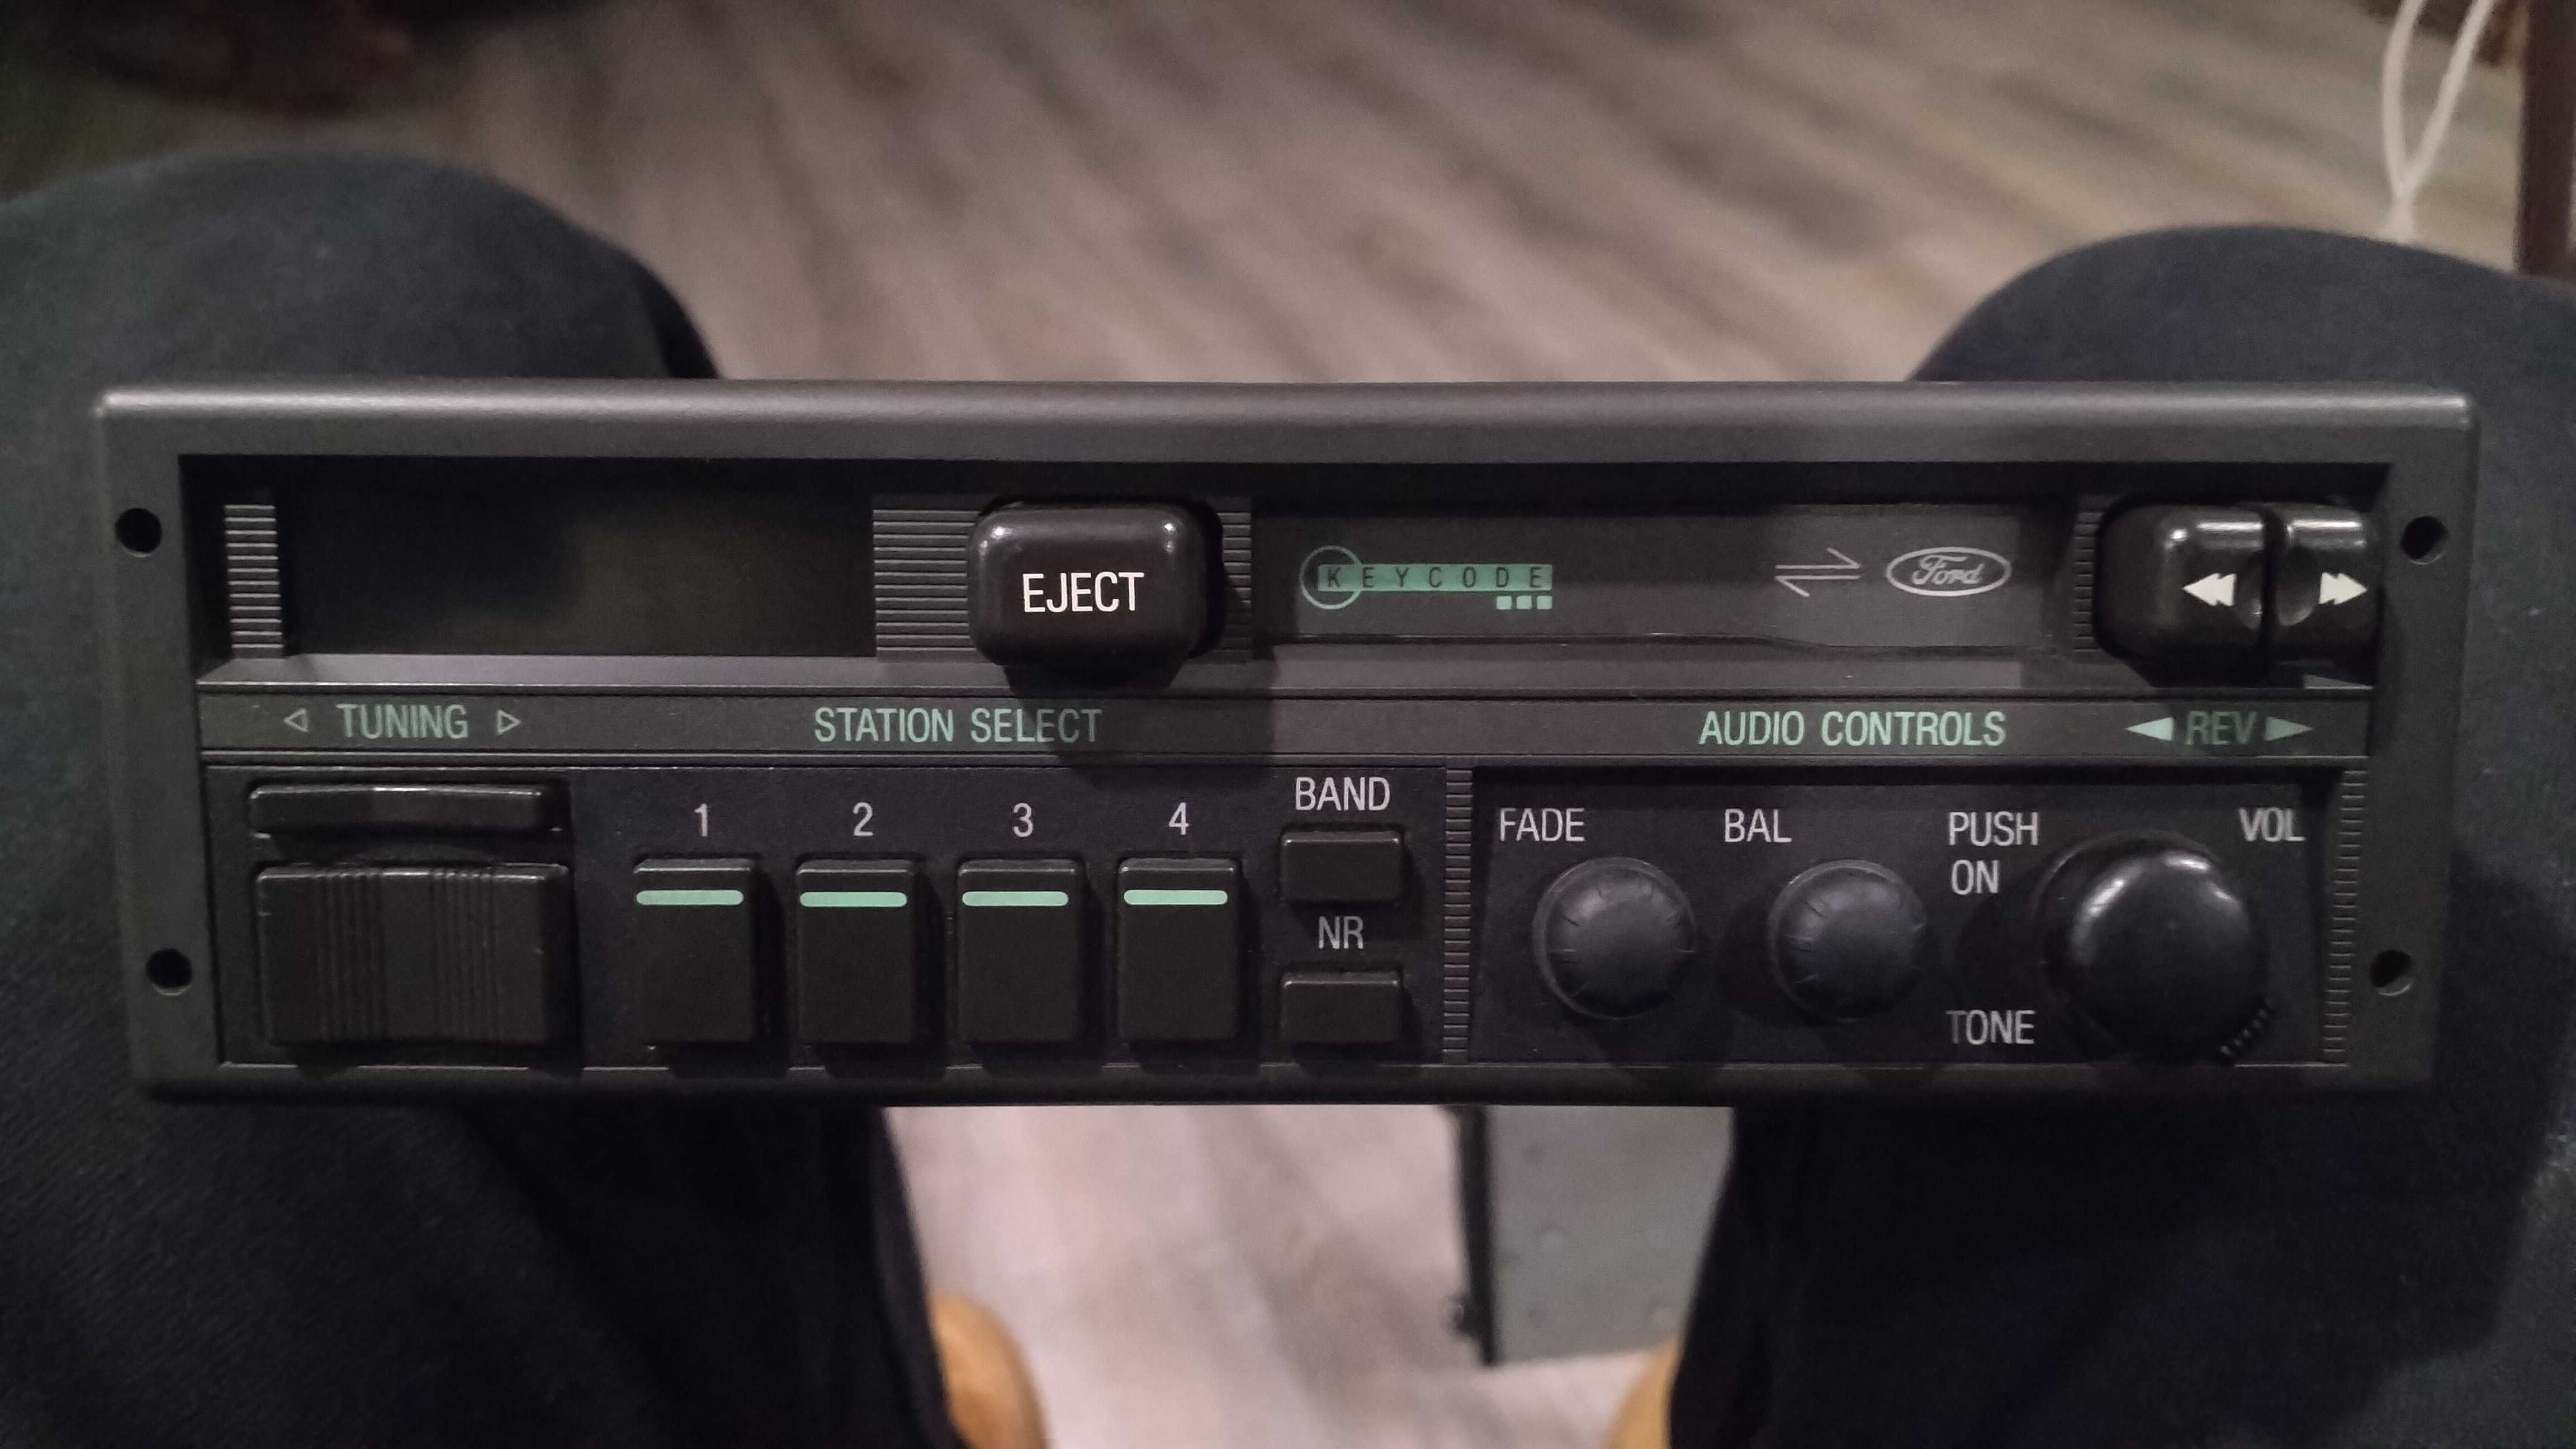 EJECT
KEYCODE
Ford
TUNING
STATION SELECT
AUDIO CONTROLS
REV
1 2 3 4
BAND
NR
FADE
BAL
PUSH
ON
VOL
TONE